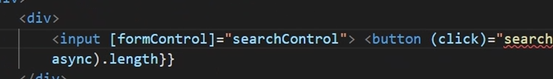 <div>
<input [formControl]="searchControl"> <button (click)="search
async).length}}
</div>